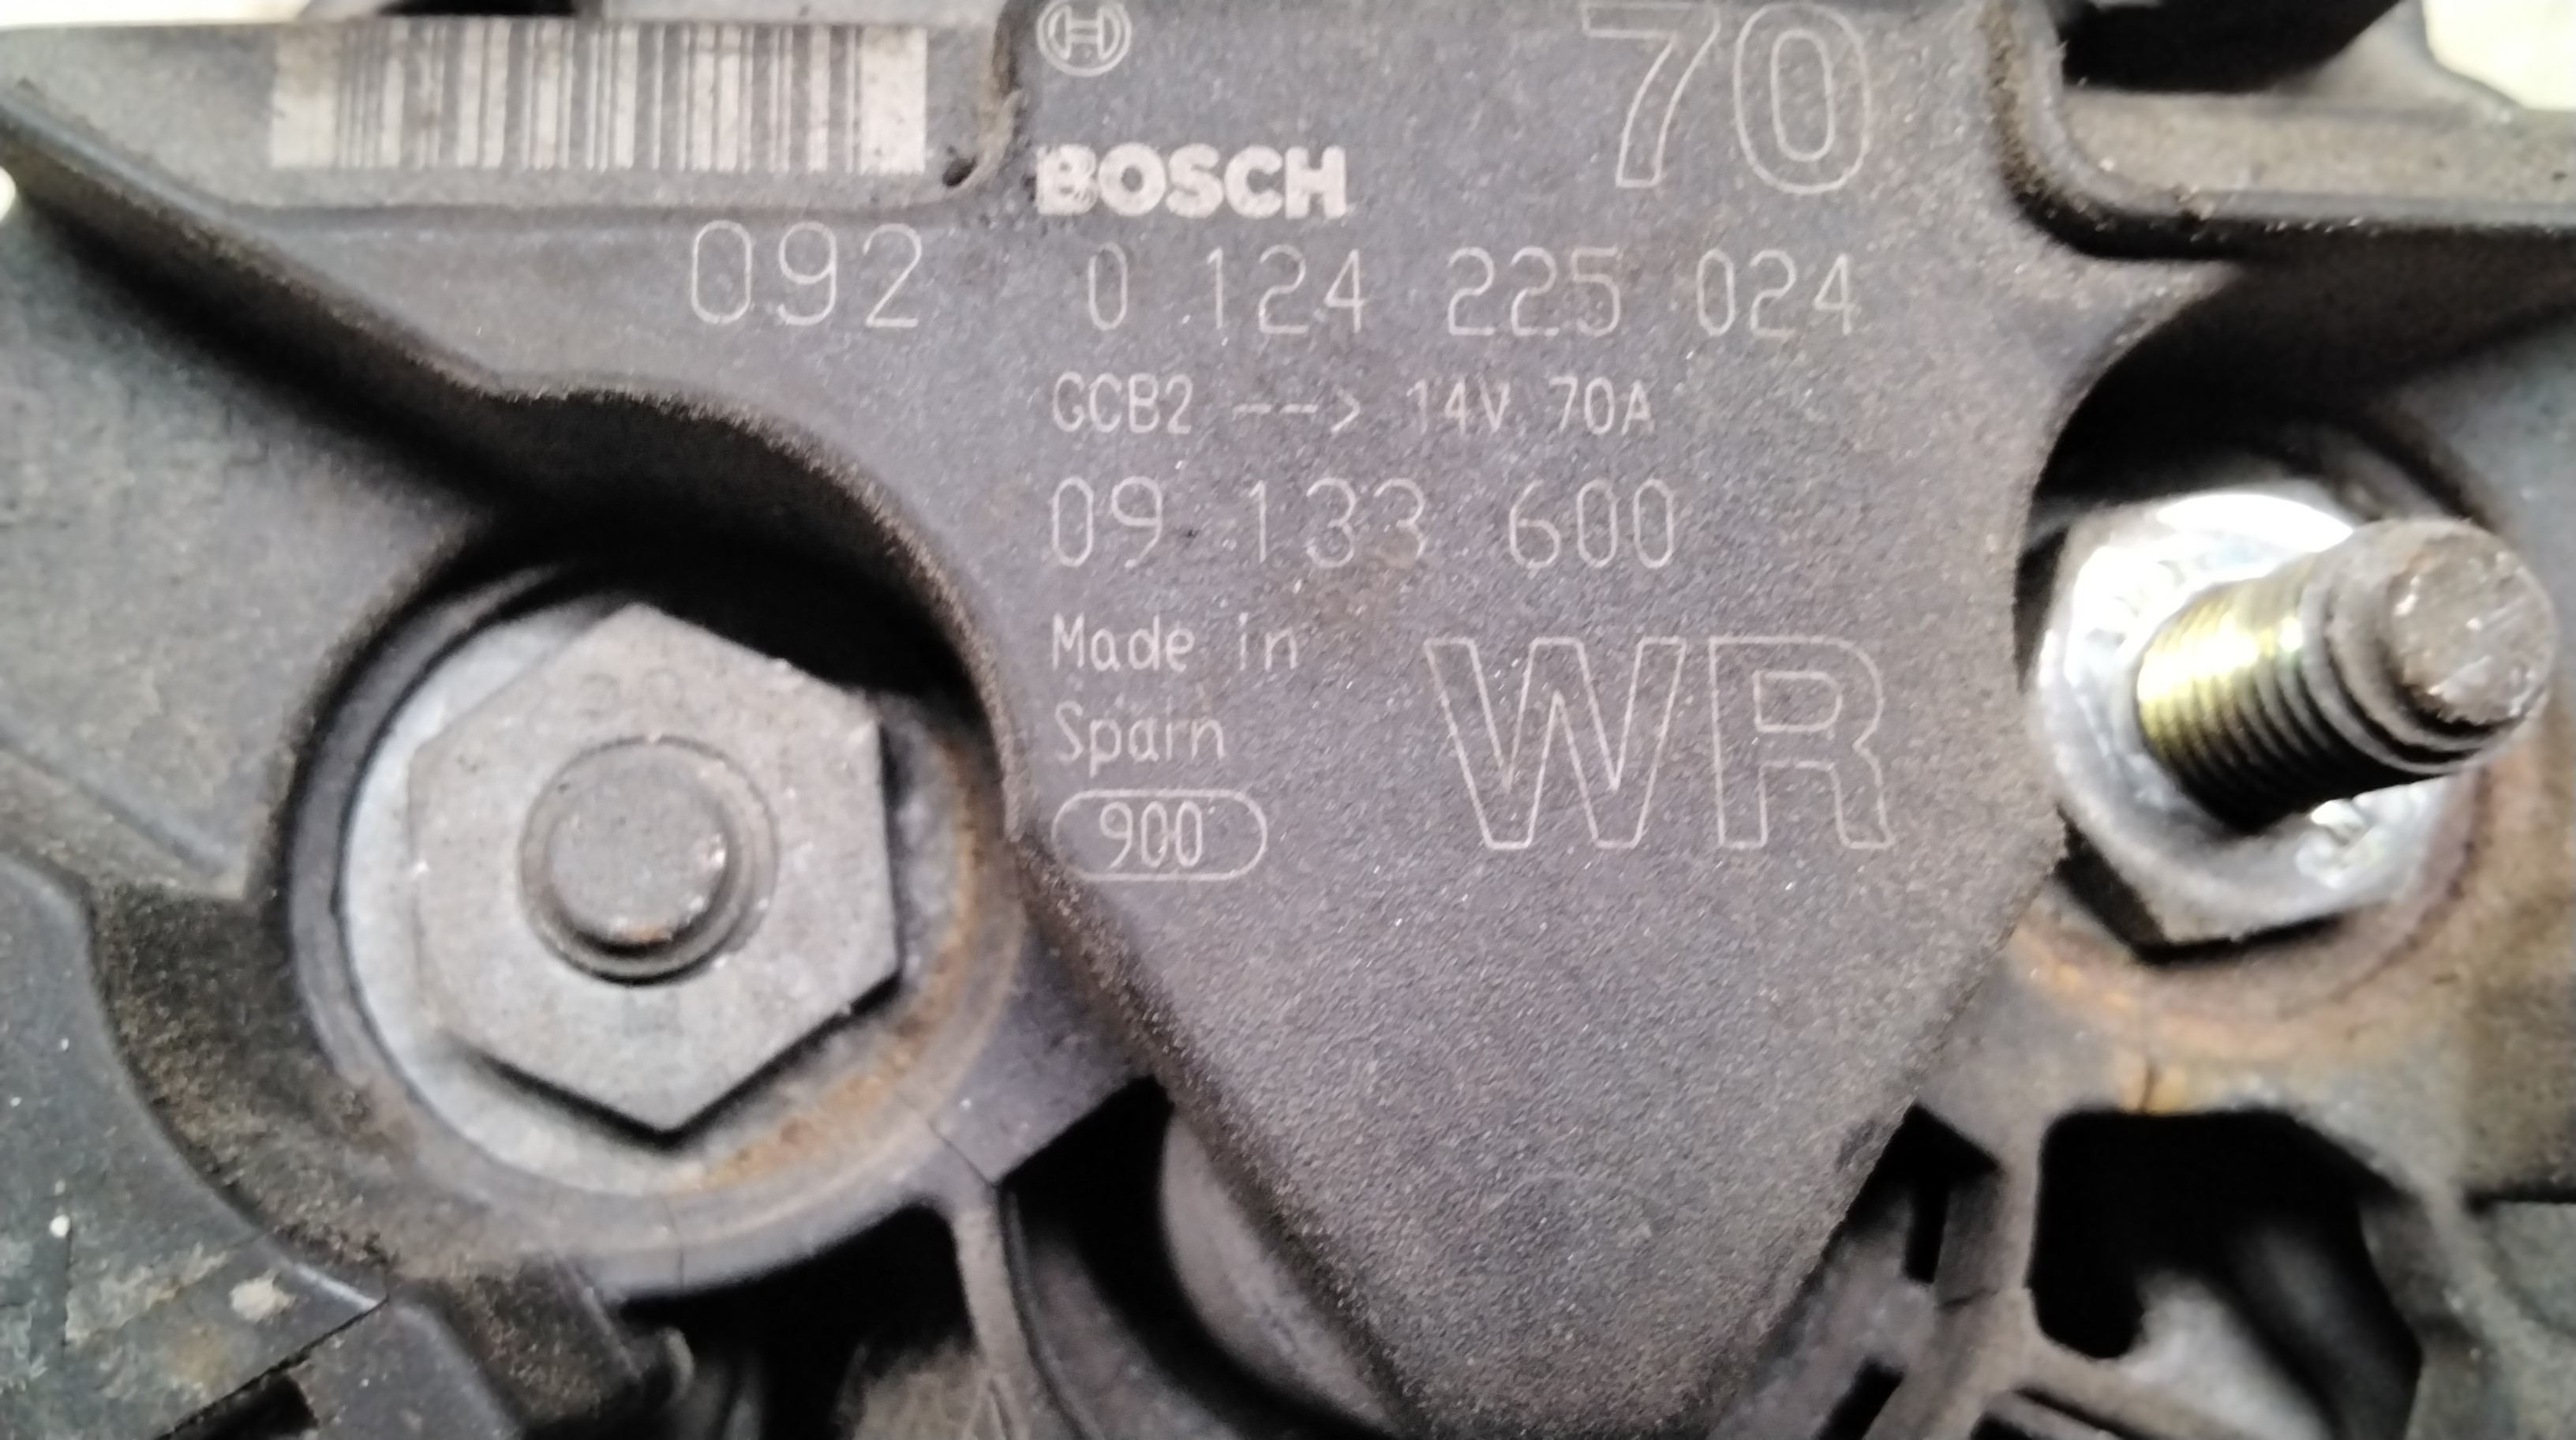 70
BOSCH
092 0 124 225 024
GCB2 --> 14V 70A
09 133 600
Made in
Spain
WR
900